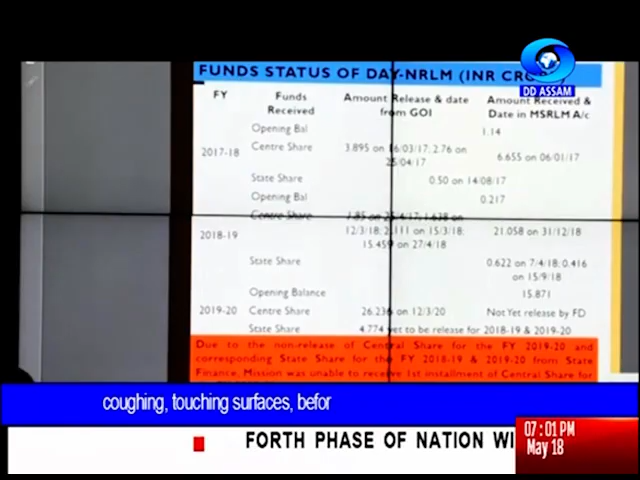 FUNDS STATUS OF DAY-NRLM (INR
DD ASSAM
FY Funds Received Amount Release & date from GOI Amount Received & Date in MSRLM A/c
Opening Bal 1.14
2017-18 Centre Share 3.895 on 16/03/17; 2.76 on 25/04/17 6.655 on 06/01/17
State Share 0.50 on 14/08/17
Opening Bal 0.217
2018-19 Centre Share 12/3/18; 2.111 on 15/3/18; 15.459 on 27/4/18 21.058 on 31/12/18
State Share 0.622 on 7/4/18; 0.416 on 15/9/18
Opening Balance 15.871
2019-20 Centre Share 26.236 on 12/3/20 Not Yet release by FD
State Share 4.774 yet to be release for 2018-19 & 2019-20
Due to the non-release of Central Share for the FY 2019-20 and
corresponding State Share for the FY 2018-19 & 2019-20 from State
Finance, Mission was unable to receive 1st installment of Central Share for
coughing, touching surfaces, befor
FORTH PHASE OF NATION WI
07:01 PM
May 18